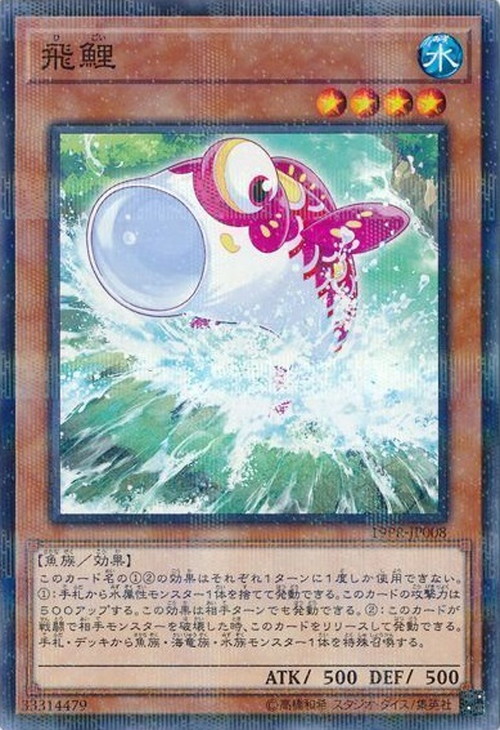 飛鯉
水
19PR-JP008
【魚族／効果】
このカード名の①②の効果はそれぞれ1ターンに1度しか使用できない。
①：手札から水属性モンスター1体を捨てて発動できる。このカードの攻撃力は
５００アップする。この効果は相手ターンでも発動できる。②：このカードが
戦闘で相手モンスターを破壊した時、このカードをリリースして発動できる。
手札・デッキから魚族・海竜族・水族モンスター1体を特殊召喚する。
ATK/ 500 DEF/ 500
33314479
©高橋和希 スタジオ・ダイス/集英社